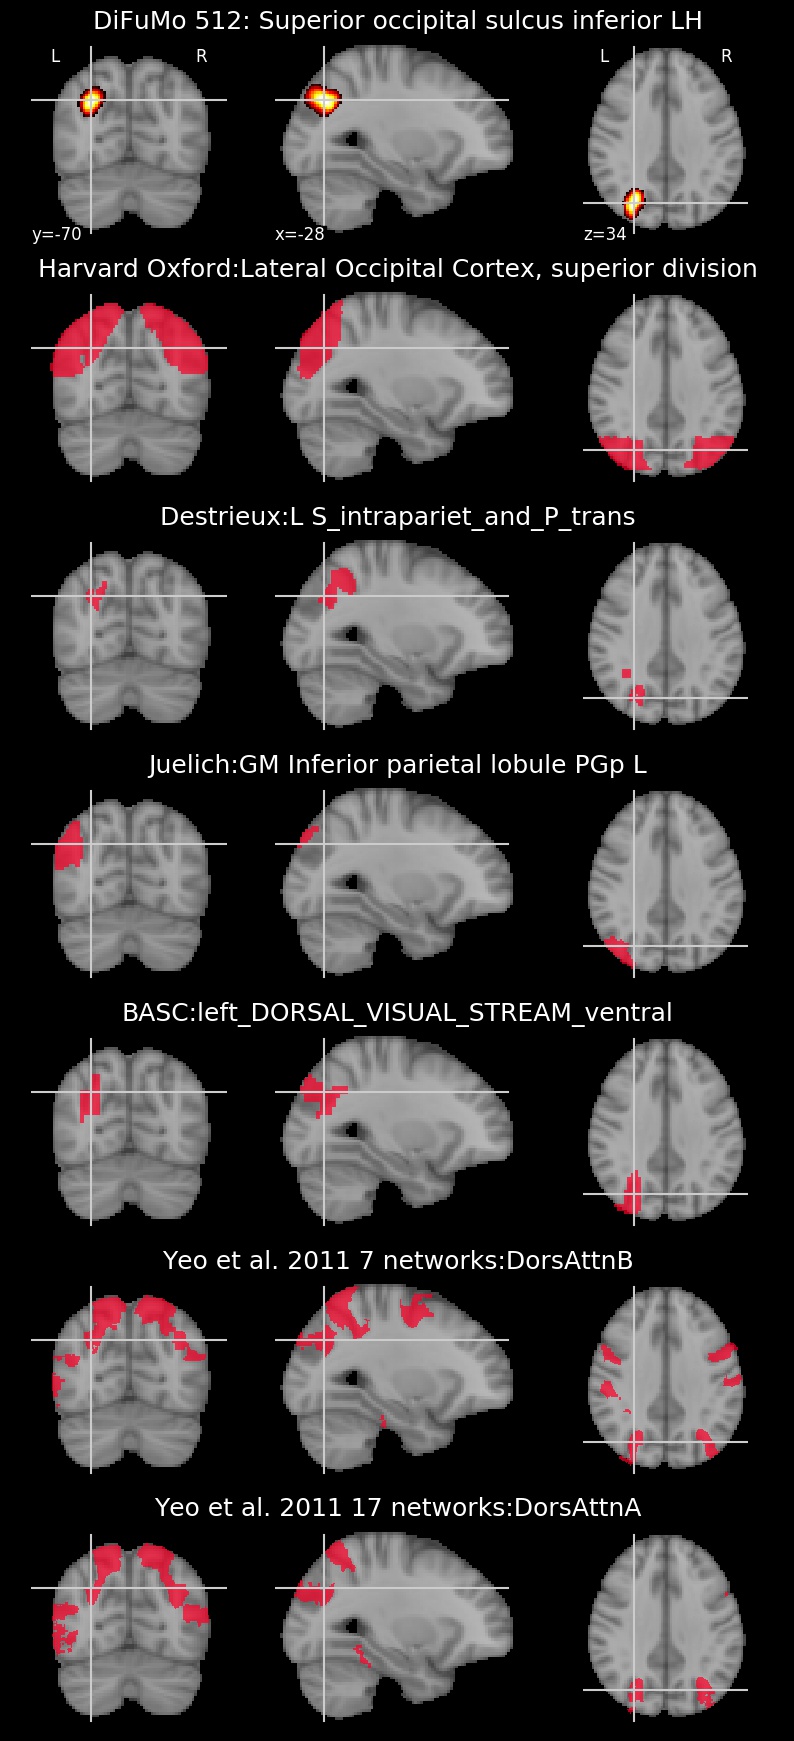 DiFuMo 512: Superior occipital sulcus inferior LH
L R L R
y=-70 x=-28 z=34
Harvard Oxford:Lateral Occipital Cortex, superior division
Destrieux:L S_intrapariet_and_P_trans
Juelich:GM Inferior parietal lobule PGp L
BASC:left_DORSAL_VISUAL_STREAM_ventral
Yeo et al. 2011 7 networks:DorsAttnB
Yeo et al. 2011 17 networks:DorsAttnA